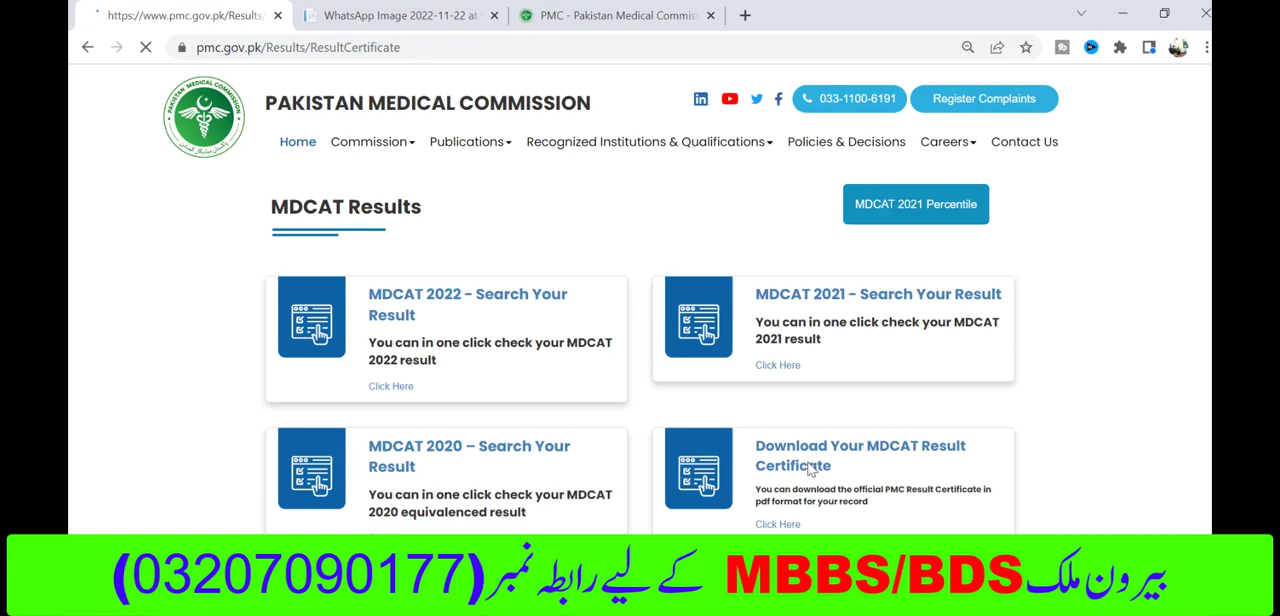 https://www.pmc.gov.pk/Results/
WhatsApp Image 2022-11-22 at
PMC - Pakistan Medical Commis
pmc.gov.pk/Results/ResultCertificate
PAKISTAN MEDICAL COMMISSION
033-1100-6191
Register Complaints
Home
Commission
Publications
Recognized Institutions & Qualifications
Policies & Decisions
Careers
Contact Us
MDCAT Results
MDCAT 2021 Percentile
MDCAT 2022 - Search Your
Result
You can in one click check your MDCAT
2022 result
Click Here
MDCAT 2021 - Search Your Result
You can in one click check your MDCAT
2021 result
Click Here
MDCAT 2020 – Search Your
Result
You can in one click check your MDCAT
2020 equivalenced result
Download Your MDCAT Result
Certificate
You can download the official PMC Result Certificate in
pdf format for your record
Click Here
بیرون ملک MBBS/BDS کے لیے رابطہ نمبر (03207090177)